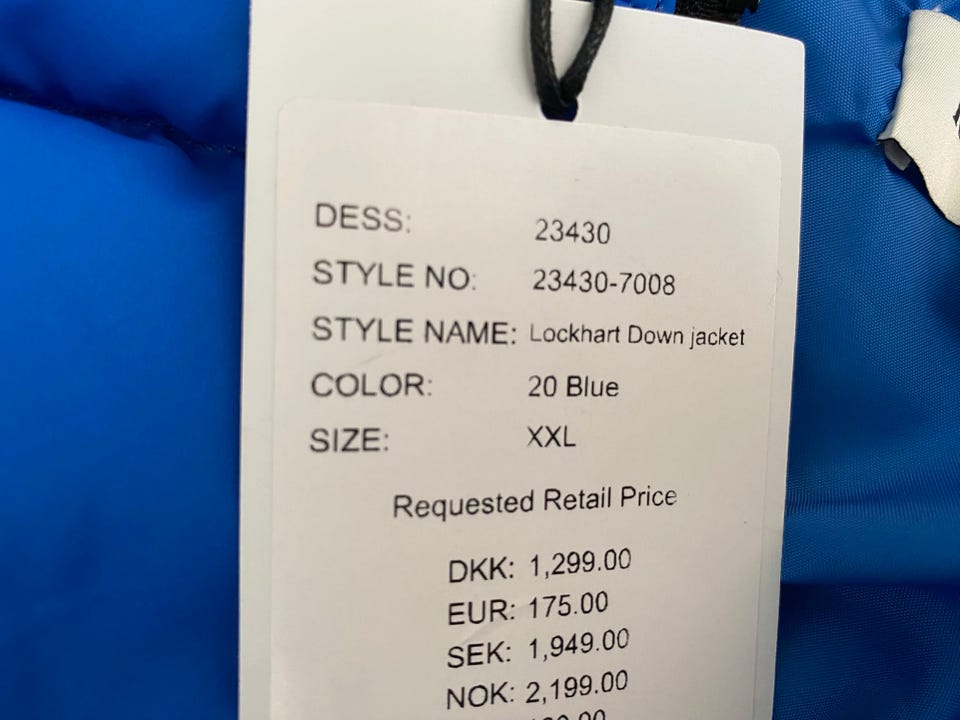 DESS: 23430
STYLE NO: 23430-7008
STYLE NAME: Lockhart Down jacket
COLOR: 20 Blue
SIZE: XXL
Requested Retail Price
DKK: 1,299.00
EUR: 175.00
SEK: 1,949.00
NOK: 2,199.00